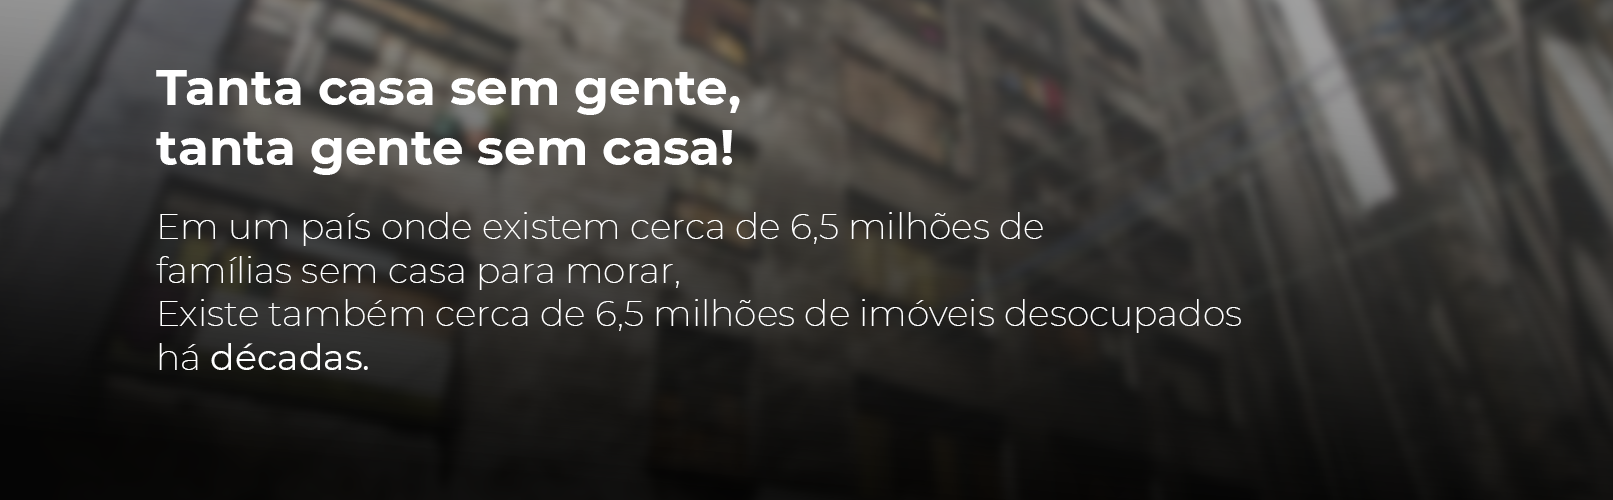 Tanta casa sem gente,
tanta gente sem casa!
Em um país onde existem cerca de 6,5 milhões de
famílias sem casa para morar,
Existe também cerca de 6,5 milhões de imóveis desocupados
há décadas.